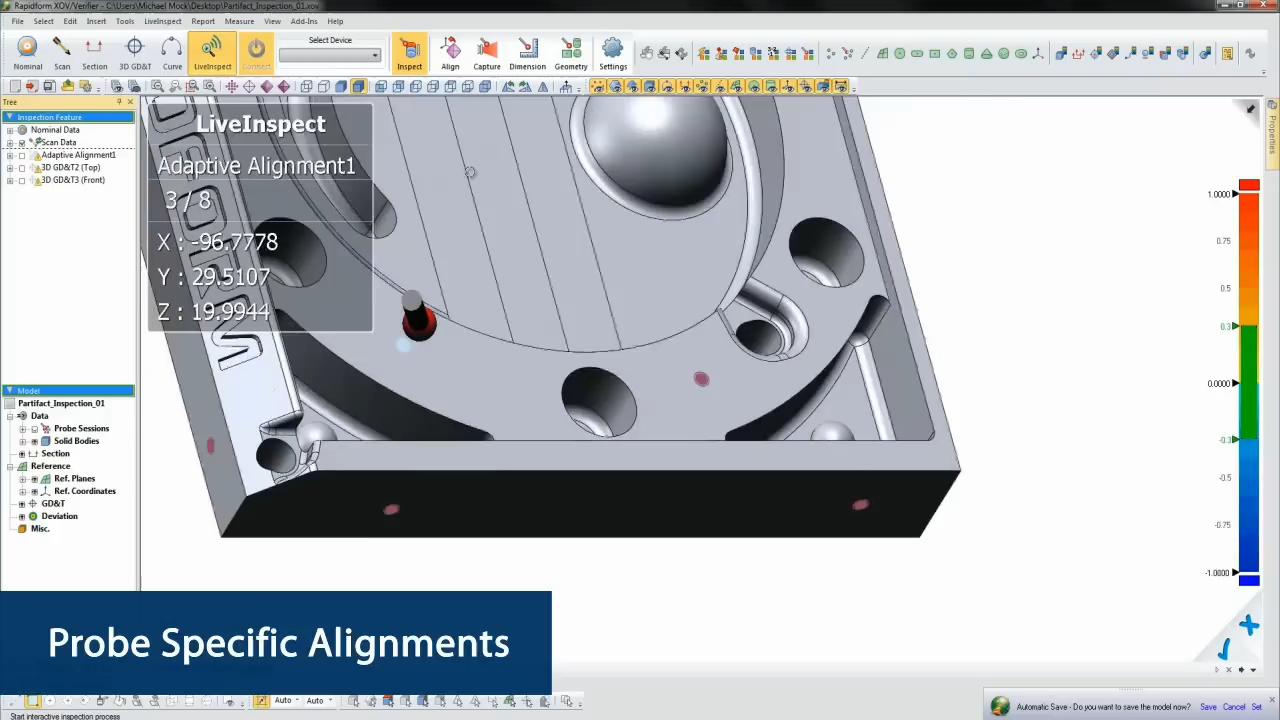 Rapidform XOV/Verifier - C:\Users\Michael Mock\Desktop\Partifact_Inspection_01.xov
File Select Edit Insert Tools LiveInspect Report Measure View Add-Ins Help
Select Device
Nominal Scan Section 3D GD&T Curve LiveInspect Connect Inspect Align Capture Dimension Geometry Settings
Tree
Inspection Feature
Nominal Data
Scan Data
Adaptive Alignment1
3D GD&T2 (Top)
3D GD&T3 (Front)
LiveInspect
Adaptive Alignment1
3 / 8
X : -96.7778
Y : 29.5107
Z : 19.9944
Properties
1.0000
0.75
0.5
0.3
0.0000
-0.3
-0.5
-0.75
-1.0000
Model
Partifact_Inspection_01
Data
Probe Sessions
Solid Bodies
Section
Reference
Ref. Planes
Ref. Coordinates
GD&T
Deviation
Misc.
Probe Specific Alignments
Auto Auto
Start interactive inspection process
Automatic Save - Do you want to save the model now? Save Cancel Set